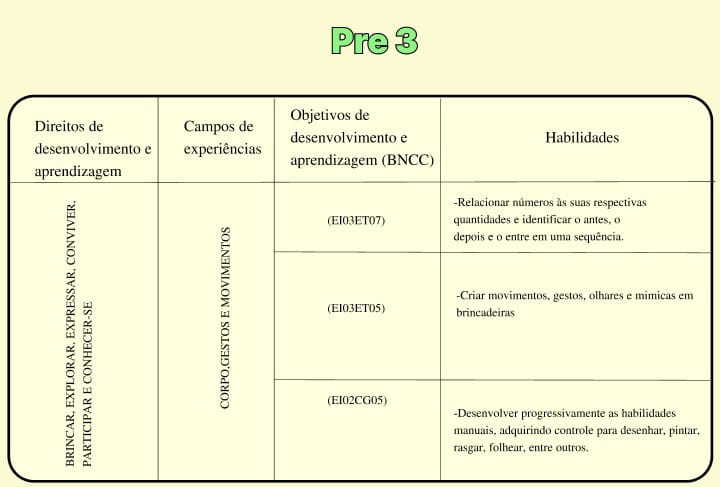 Pre 3
Direitos de
desenvolvimento e
aprendizagem
Campos de
experiências
Objetivos de
desenvolvimento e
aprendizagem (BNCC)
Habilidades
BRINCAR, EXPLORAR, EXPRESSAR, CONVIVER,
PARTICIPAR E CONHECER-SE
CORPO,GESTOS E MOVIMENTOS
(EI03ET07)
-Relacionar números às suas respectivas
quantidades e identificar o antes, o
depois e o entre em uma sequência.
(EI03ET05)
-Criar movimentos, gestos, olhares e mimicas em
brincadeiras
(EI02CG05)
-Desenvolver progressivamente as habilidades
manuais, adquirindo controle para desenhar, pintar,
rasgar, folhear, entre outros.